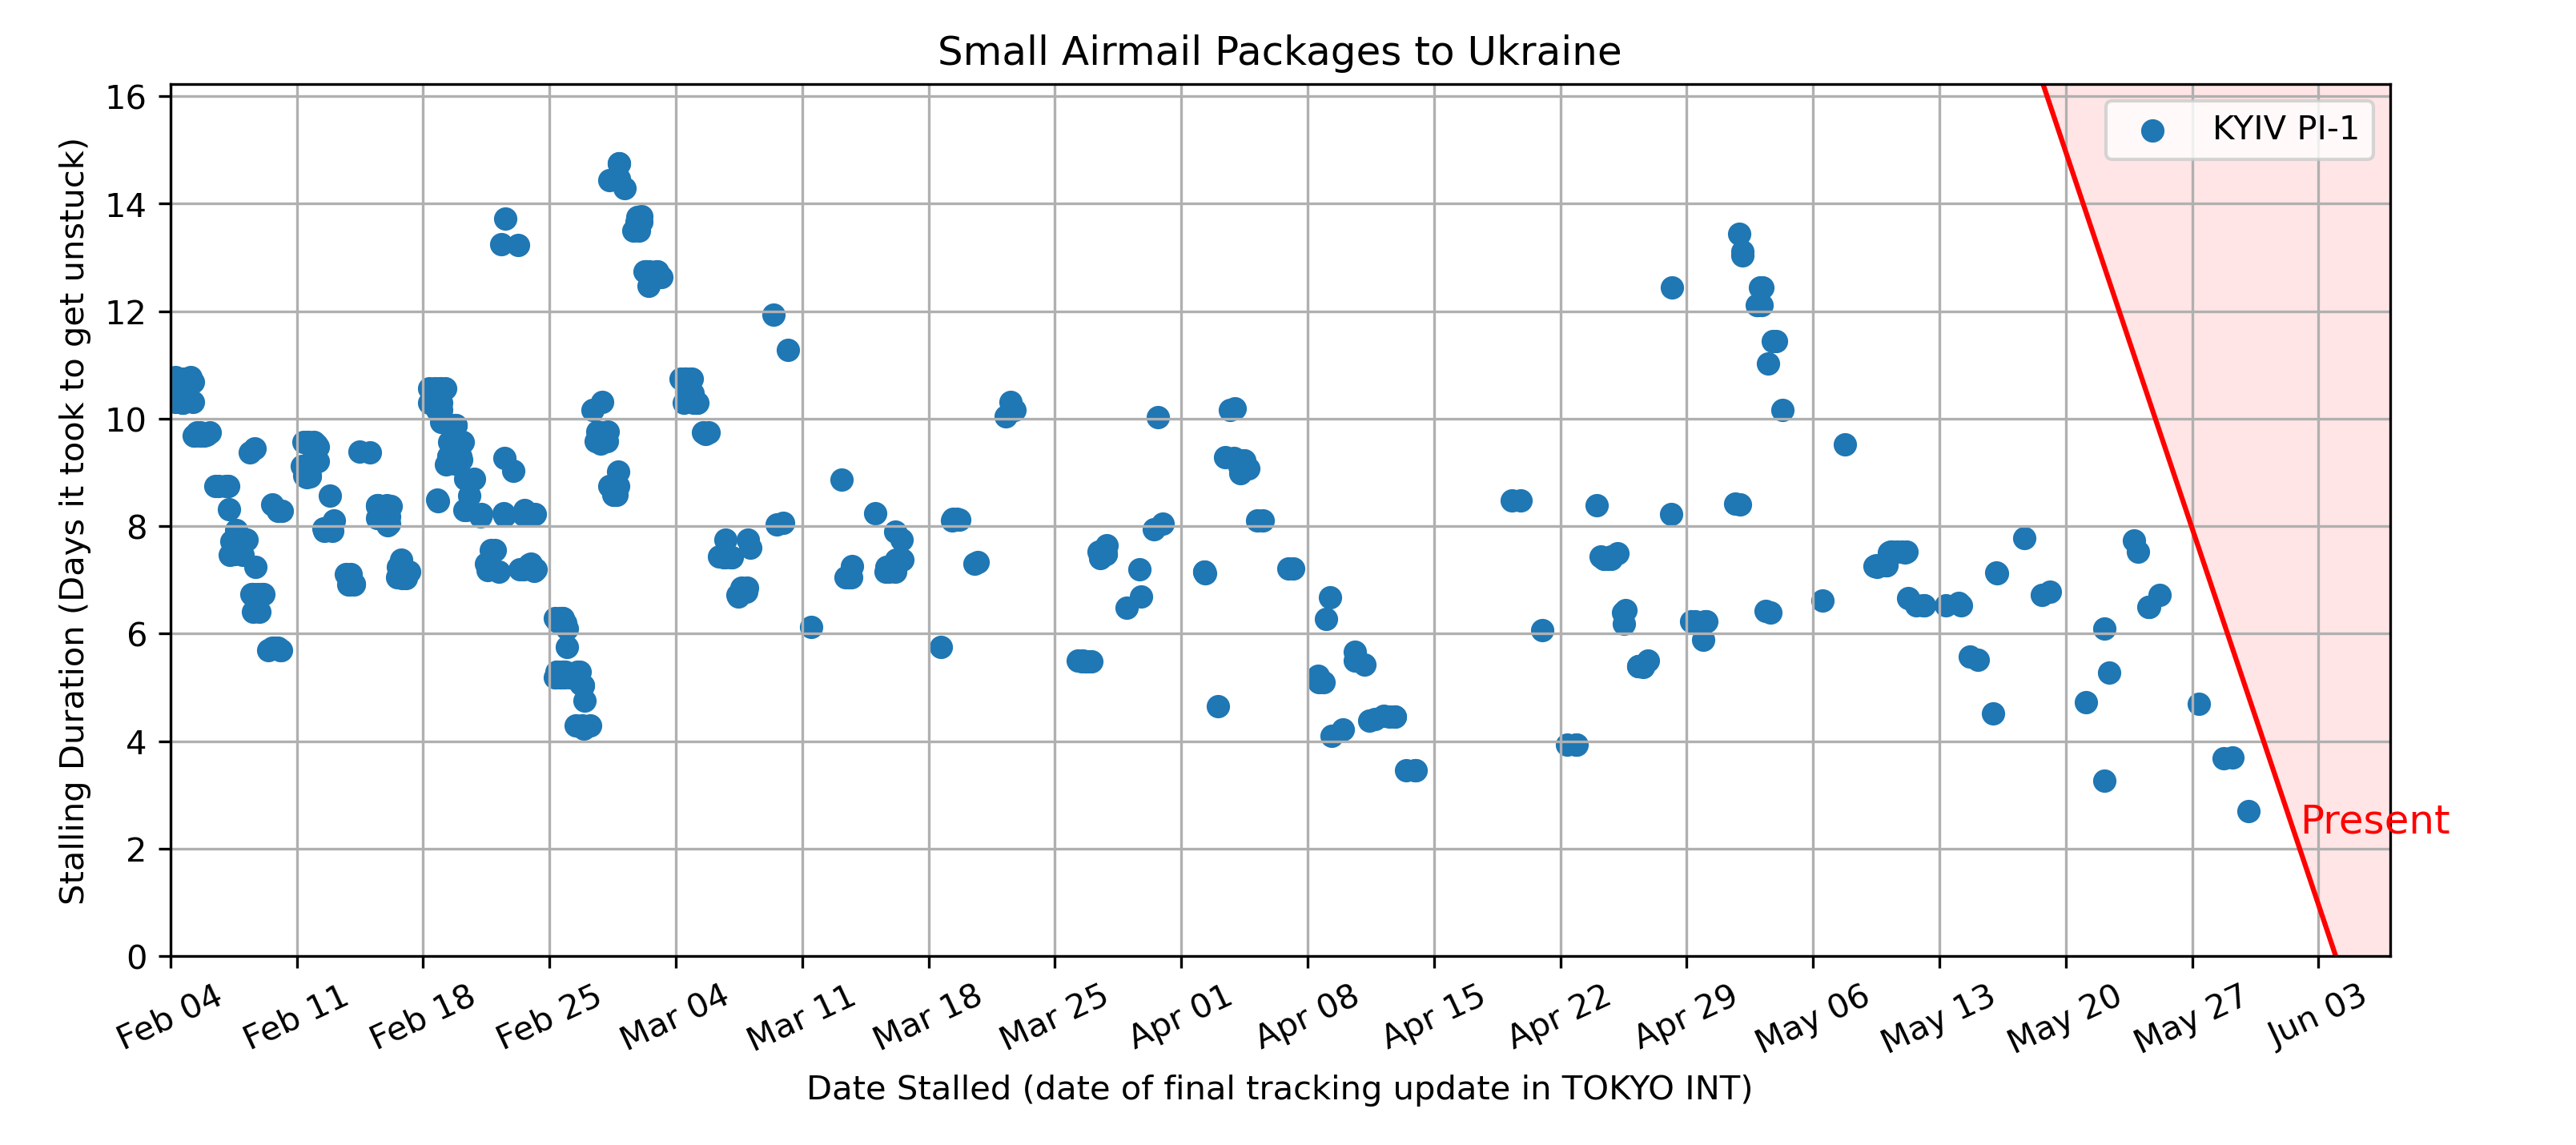 Small Airmail Packages to Ukraine
KYIV PI-1
Present
Stalling Duration (Days it took to get unstuck)
16
14
12
10
8
6
4
2
0
Feb 04
Feb 11
Feb 18
Feb 25
Mar 04
Mar 11
Mar 18
Mar 25
Apr 01
Apr 08
Apr 15
Apr 22
Apr 29
May 06
May 13
May 20
May 27
Jun 03
Date Stalled (date of final tracking update in TOKYO INT)